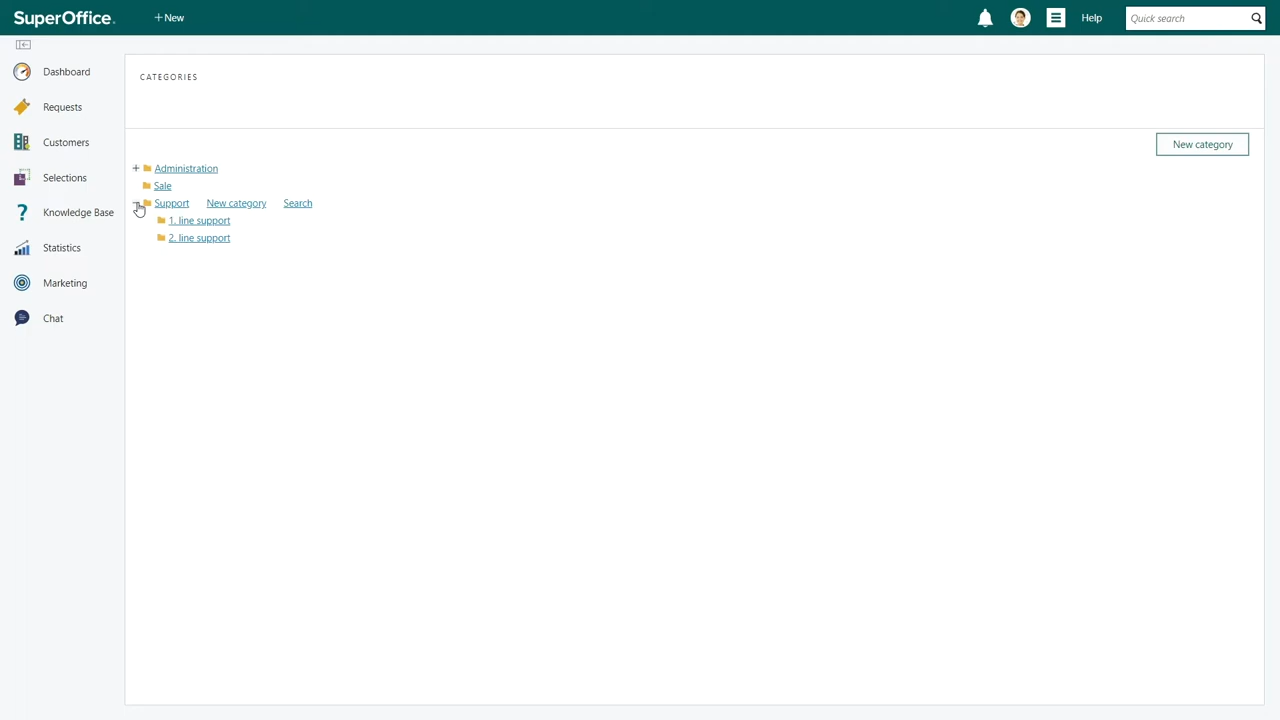 SuperOffice.
+ New
Help
Quick search
Dashboard
Requests
Customers
Selections
Knowledge Base
Statistics
Marketing
Chat
CATEGORIES
New category
Administration
Sale
Support New category Search
1. line support
2. line support